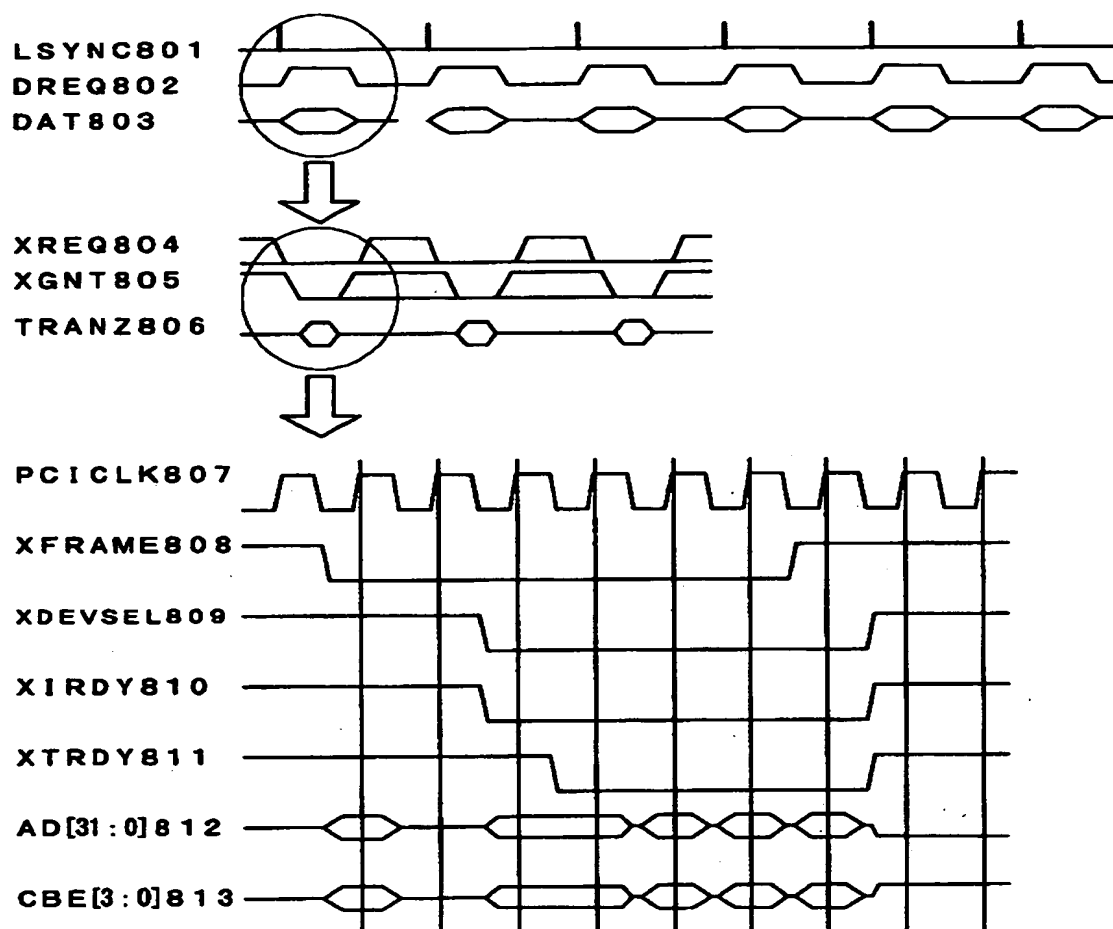 LSYNC801
DREQ802
DAT803
XREQ804
XGNT805
TRANZ806
PCICLK807
XFRAME808
XDEVSEL809
XIRDY810
XTRDY811
AD[31:0]812
CBE[3:0]813